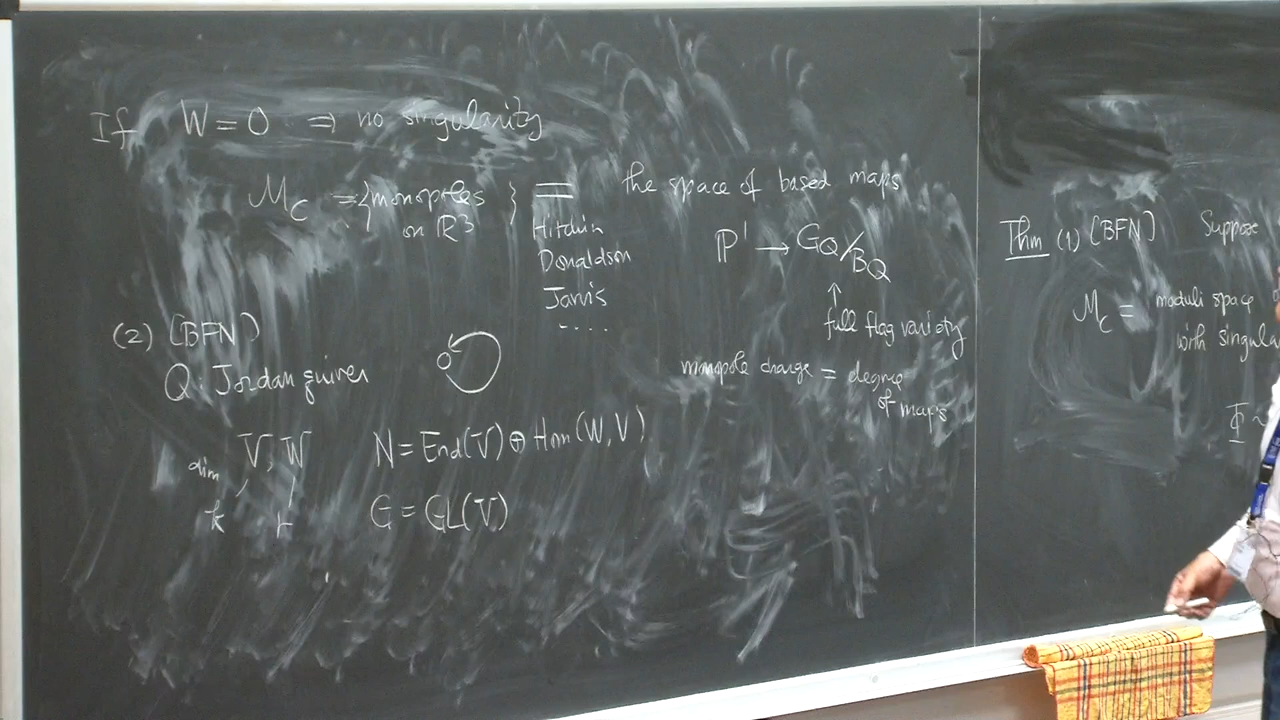 If W = 0 ⇒ no singularity
M_C = {monopoles on ℝ³} = the space of based maps
Hitchin
Donaldson
Jarvis
....
ℙ¹ → G_Q/B_Q
↑
full flag variety
monopole charge = degree of maps
(2) [BFN]
Q: Jordan quiver
V, W N = End(V) ⊕ Hom(W, V)
dim
k r G = GL(V)
Thm (1) [BFN] Suppose
M_C = moduli space
with singula
Φ ~